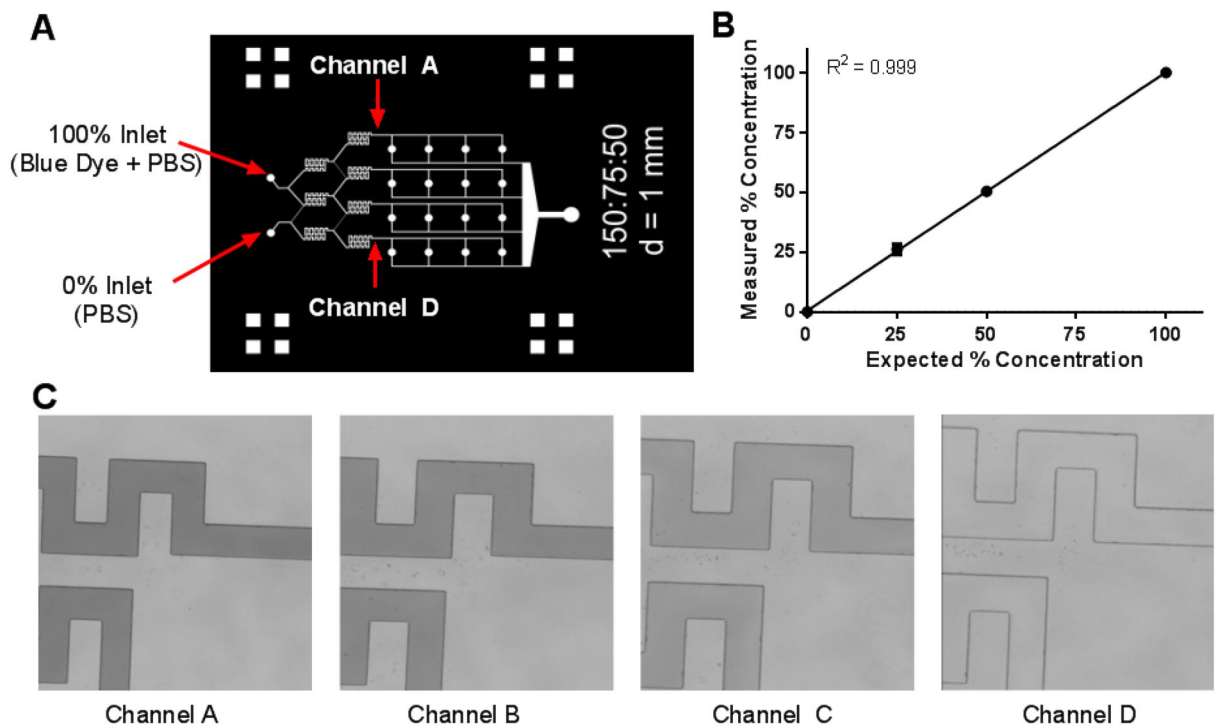 A
Channel A
100% Inlet
(Blue Dye + PBS)
0% Inlet
(PBS)
Channel D
150:75:50
d = 1 mm
B
R² = 0.999
Measured % Concentration
100
75
50
25
0
0 25 50 75 100
Expected % Concentration
C
Channel A
Channel B
Channel C
Channel D